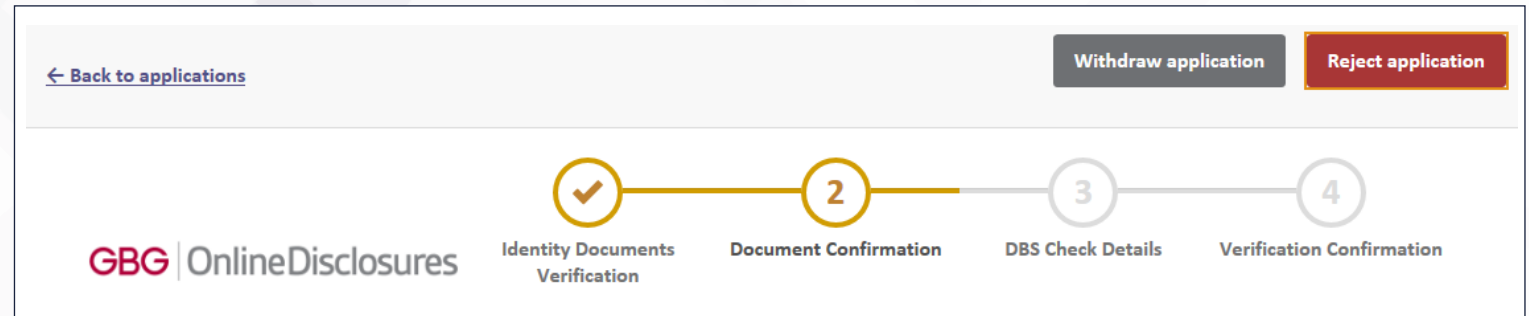 ← Back to applications
Withdraw application
Reject application
2
3
4
GBG | OnlineDisclosures
Identity Documents
Verification
Document Confirmation
DBS Check Details
Verification Confirmation